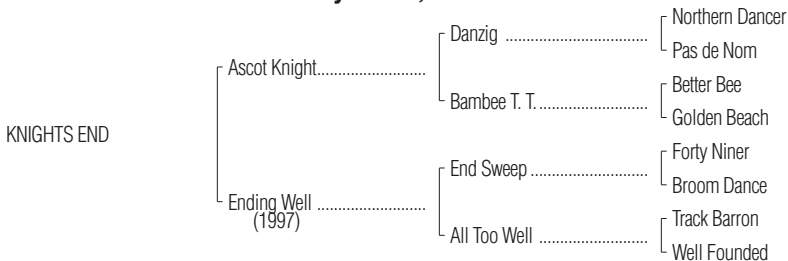 Northern Dancer
Danzig ....................................
Pas de Nom
Ascot Knight...........................
Better Bee
Bambee T. T. ...........................
Golden Beach
KNIGHTS END
Forty Niner
End Sweep .............................
Broom Dance
Ending Well ...........................
(1997)
Track Barron
All Too Well ...........................
Well Founded